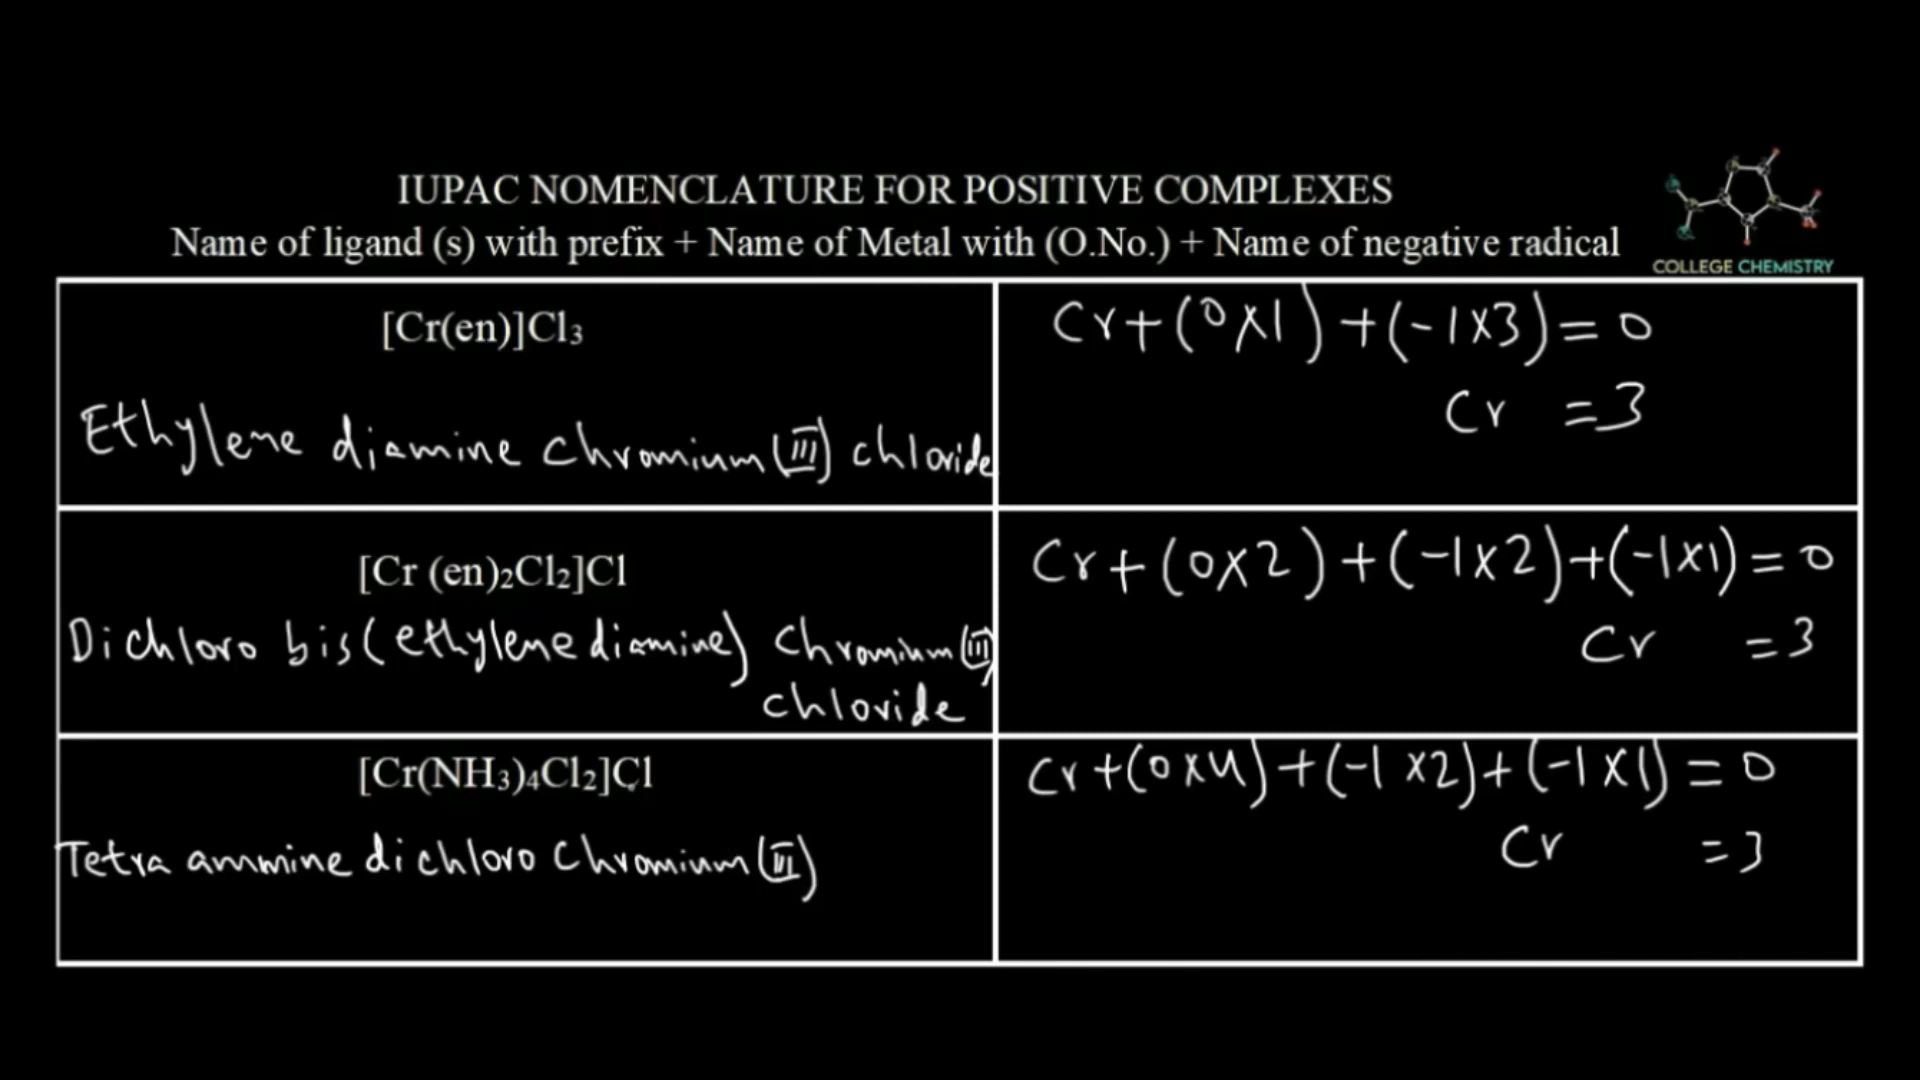 IUPAC NOMENCLATURE FOR POSITIVE COMPLEXES
Name of ligand (s) with prefix + Name of Metal with (O.No.) + Name of negative radical
COLLEGE CHEMISTRY
[Cr(en)]Cl₃
Ethylene diamine chromium (III) chloride
Cr + (0x1) + (-1x3) = 0
Cr = 3
[Cr (en)₂Cl₂]Cl
Dichloro bis(ethylenediamine) chromium (III)
chloride
Cr + (0x2) + (-1x2) + (-1x1) = 0
Cr = 3
[Cr(NH₃)₄Cl₂]Cl
Tetra ammine dichloro chromium (III)
Cr + (0x4) + (-1x2) + (-1x1) = 0
Cr = 3